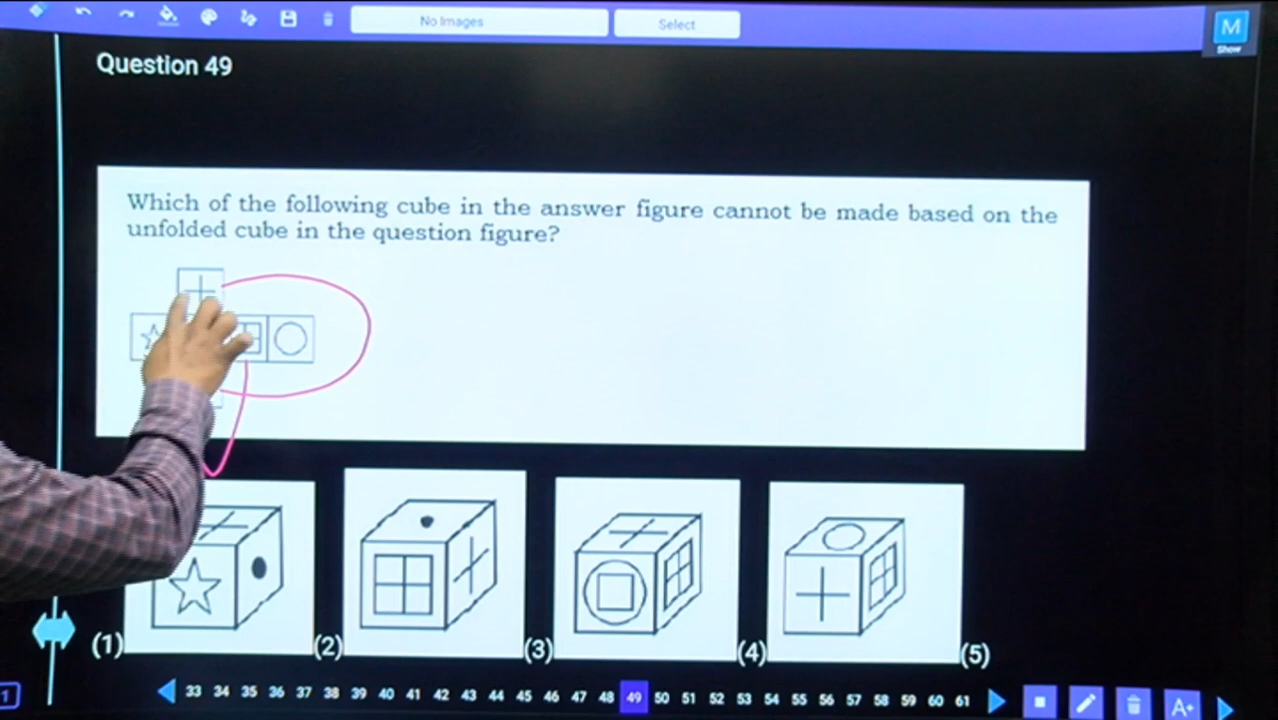 No Images
Select
M
Show
Question 49
Which of the following cube in the answer figure cannot be made based on the
unfolded cube in the question figure?
(1)
(2)
(3)
(4)
(5)
33 34 35 36 37 38 39 40 41 42 43 44 45 46 47 48 49 50 51 52 53 54 55 56 57 58 59 60 61
1
A+